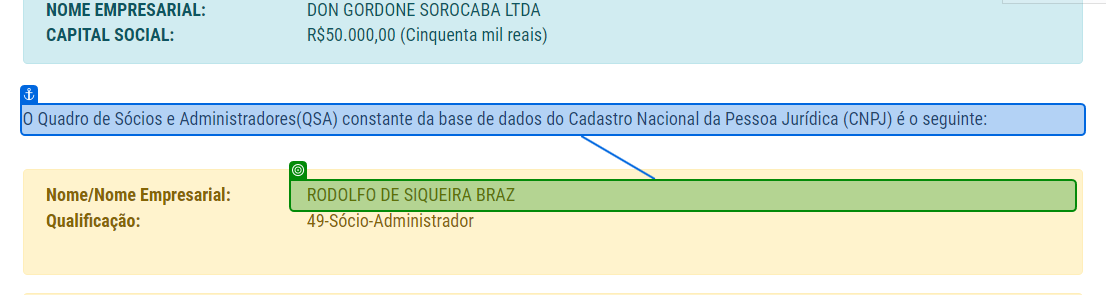 NOME EMPRESARIAL: DON GORDONE SOROCABA LTDA
CAPITAL SOCIAL: R$50.000,00 (Cinquenta mil reais)
O Quadro de Sócios e Administradores(QSA) constante da base de dados do Cadastro Nacional da Pessoa Jurídica (CNPJ) é o seguinte:
Nome/Nome Empresarial: RODOLFO DE SIQUEIRA BRAZ
Qualificação: 49-Sócio-Administrador